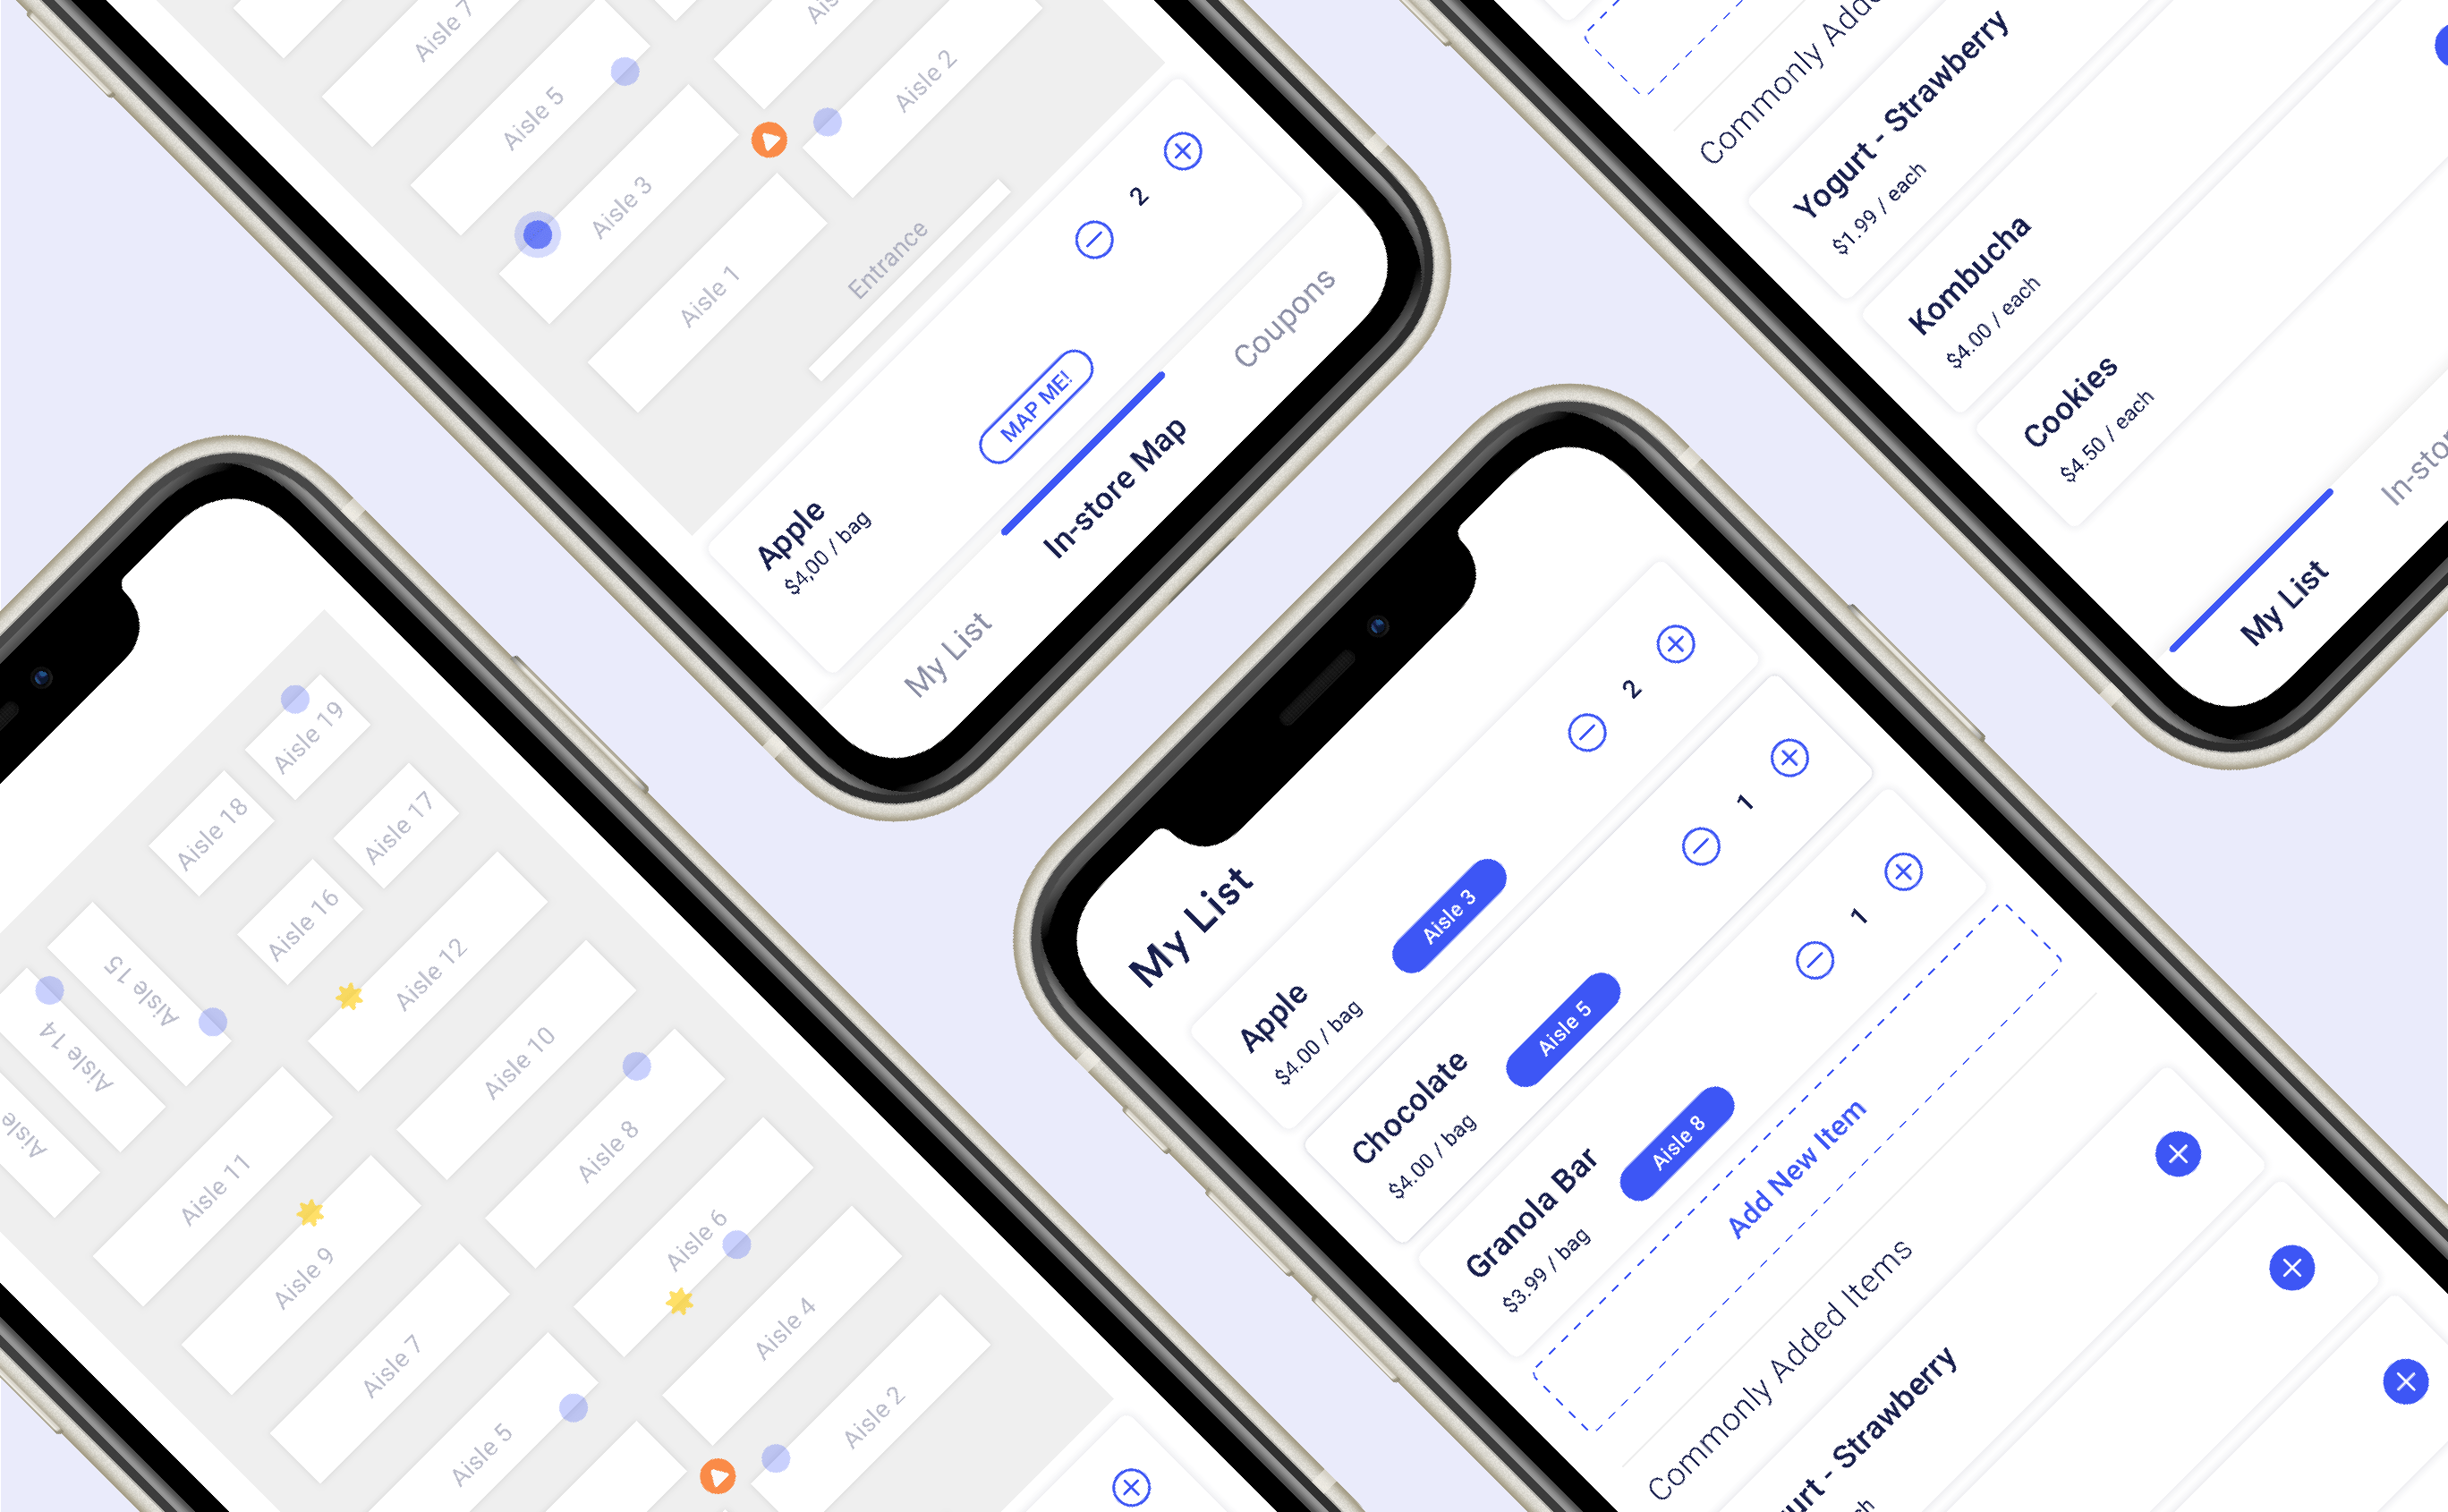 Aisle 7
Aisle 5
Aisle 3
Aisle 1
Aisle 2
Entrance
Apple
$4,00 / bag
MAP ME!
2
My List
In-store Map
Coupons
Commonly
Yogurt - Strawberry
$1.99 / each
Kombucha
$4.00 / each
Cookies
$4.50 / each
My List
Aisle 19
Aisle 18
Aisle 17
Aisle 16
Aisle 15
Aisle 14
Aisle
Aisle 12
Aisle 11
Aisle 10
Aisle 9
Aisle 8
Aisle 7
Aisle 6
Aisle 5
Aisle 4
Aisle 2
My List
Apple
$4.00 / bag
Aisle 3
2
Chocolate
$4.00 / bag
Aisle 5
1
Granola Bar
$3.99 / bag
Aisle 8
1
Add New Item
Commonly Added Items
- Strawberry